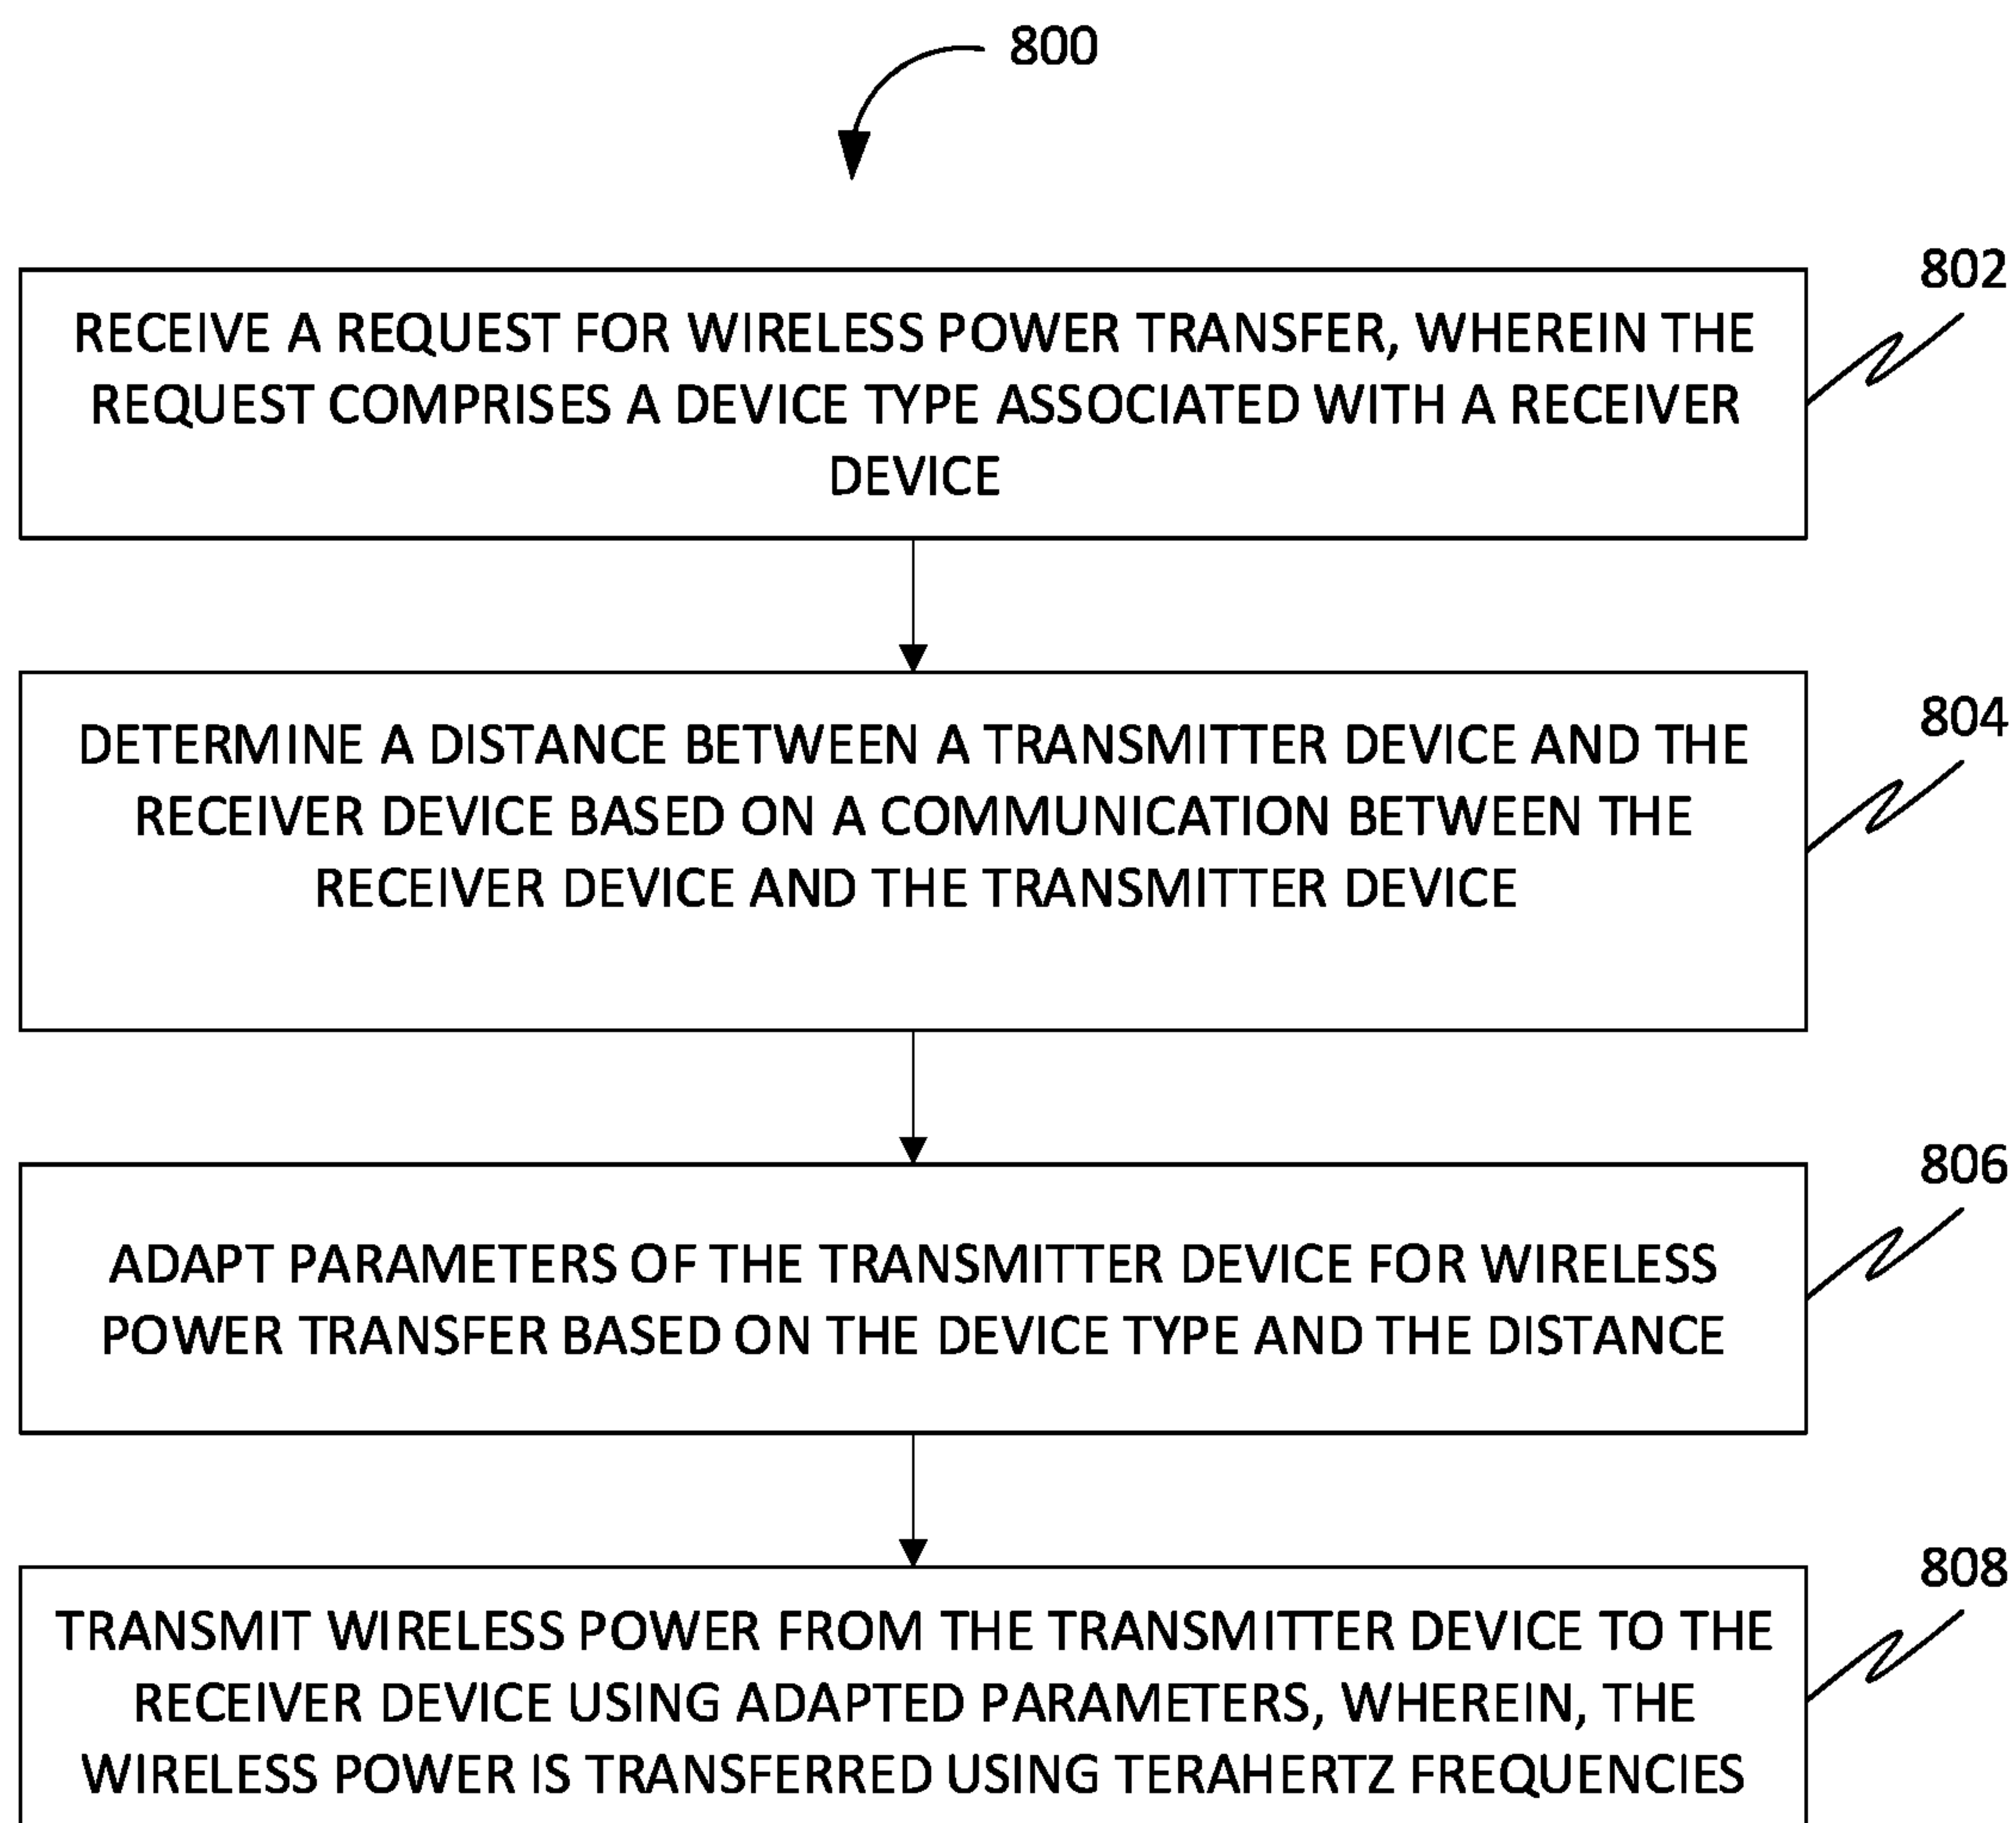 800
802
RECEIVE A REQUEST FOR WIRELESS POWER TRANSFER, WHEREIN THE
REQUEST COMPRISES A DEVICE TYPE ASSOCIATED WITH A RECEIVER
DEVICE
804
DETERMINE A DISTANCE BETWEEN A TRANSMITTER DEVICE AND THE
RECEIVER DEVICE BASED ON A COMMUNICATION BETWEEN THE
RECEIVER DEVICE AND THE TRANSMITTER DEVICE
806
ADAPT PARAMETERS OF THE TRANSMITTER DEVICE FOR WIRELESS
POWER TRANSFER BASED ON THE DEVICE TYPE AND THE DISTANCE
808
TRANSMIT WIRELESS POWER FROM THE TRANSMITTER DEVICE TO THE
RECEIVER DEVICE USING ADAPTED PARAMETERS, WHEREIN, THE
WIRELESS POWER IS TRANSFERRED USING TERAHERTZ FREQUENCIES